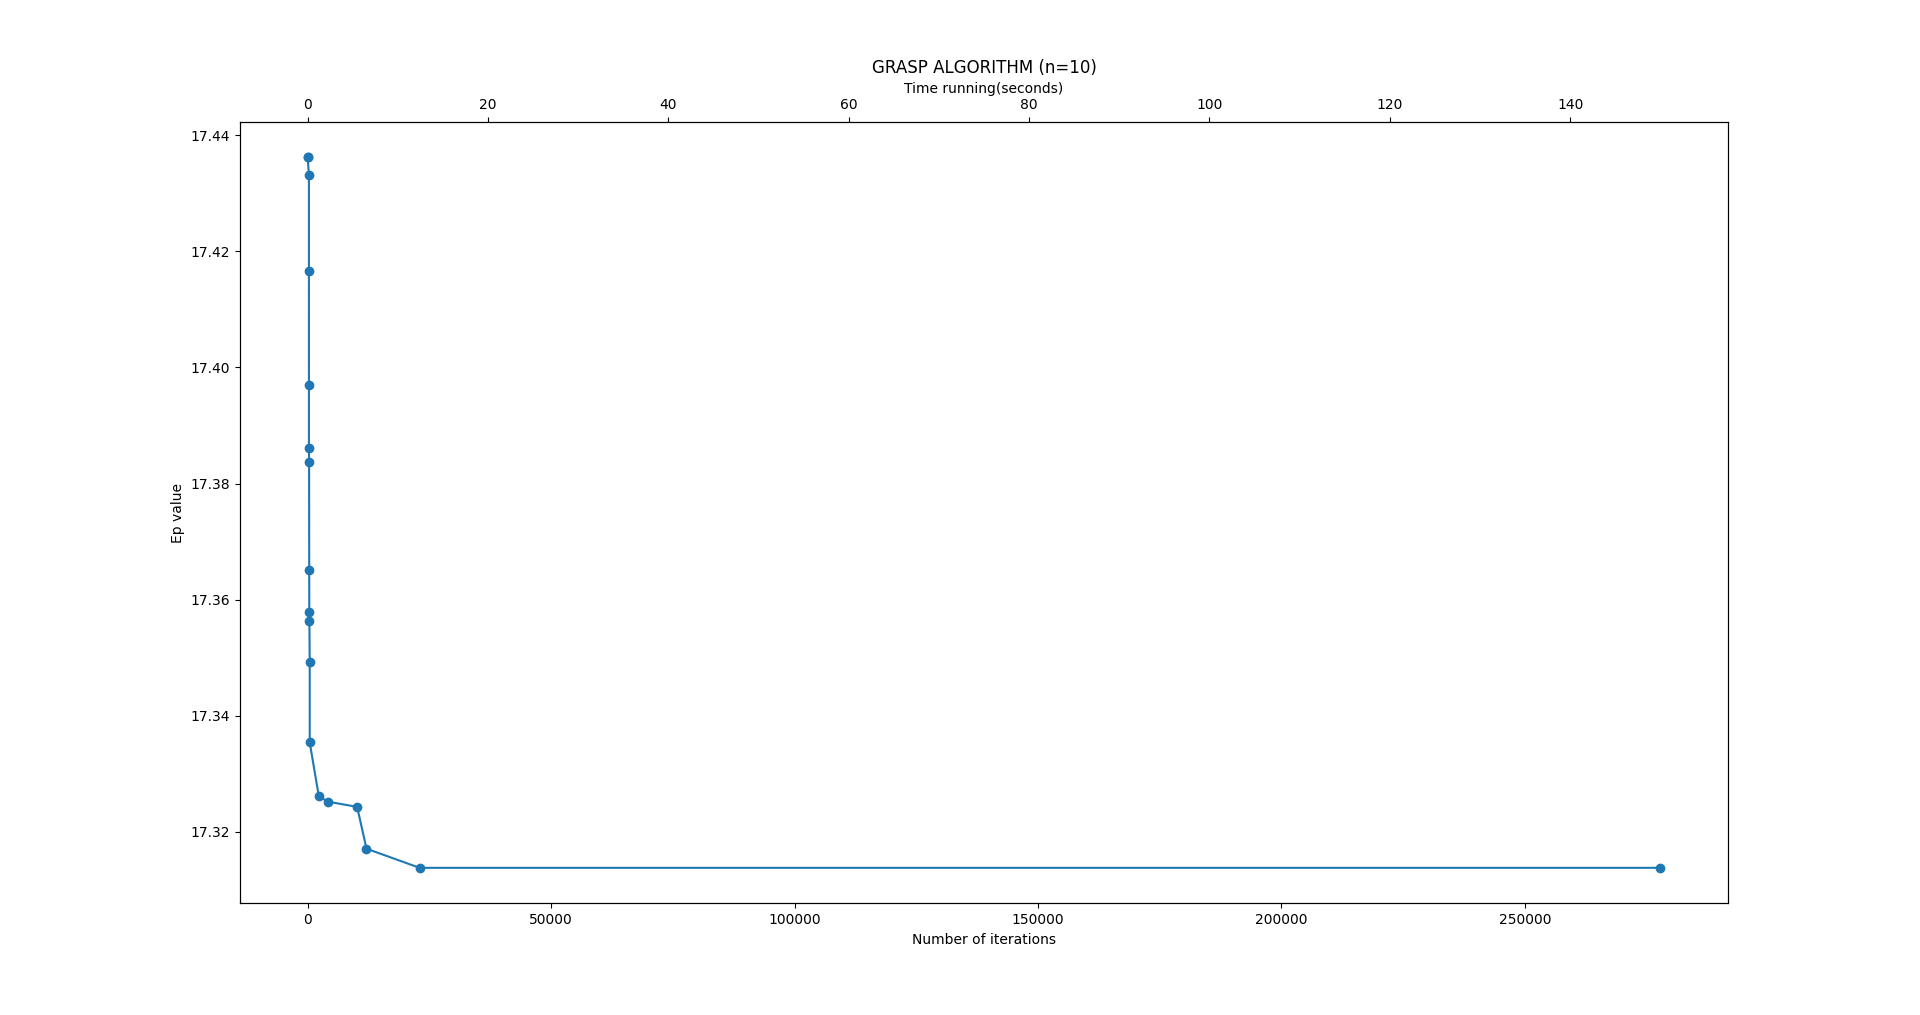 GRASP ALGORITHM (n=10)
Time running(seconds)
0 20 40 60 80 100 120 140
17.44
17.42
17.40
17.38
17.36
17.34
17.32
Ep value
0 50000 100000 150000 200000 250000
Number of iterations